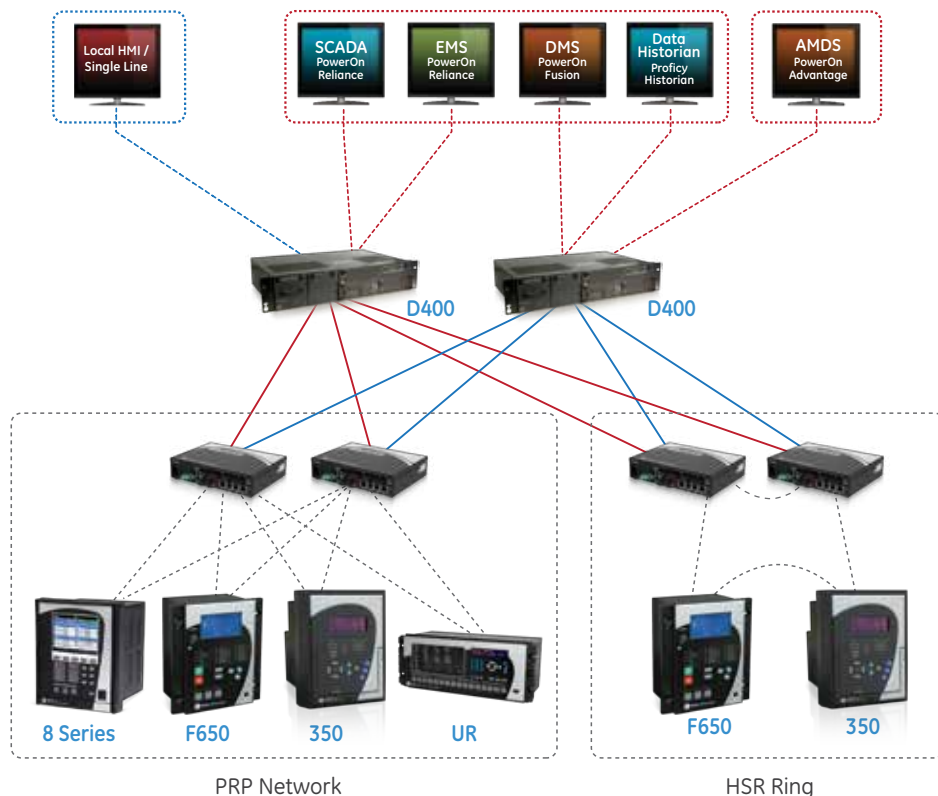 Local HMI /
Single Line
SCADA
PowerOn
Reliance
EMS
PowerOn
Reliance
DMS
PowerOn
Fusion
Data
Historian
Proficy
Historian
AMDS
PowerOn
Advantage
D400
D400
8 Series
F650
350
UR
F650
350
PRP Network
HSR Ring